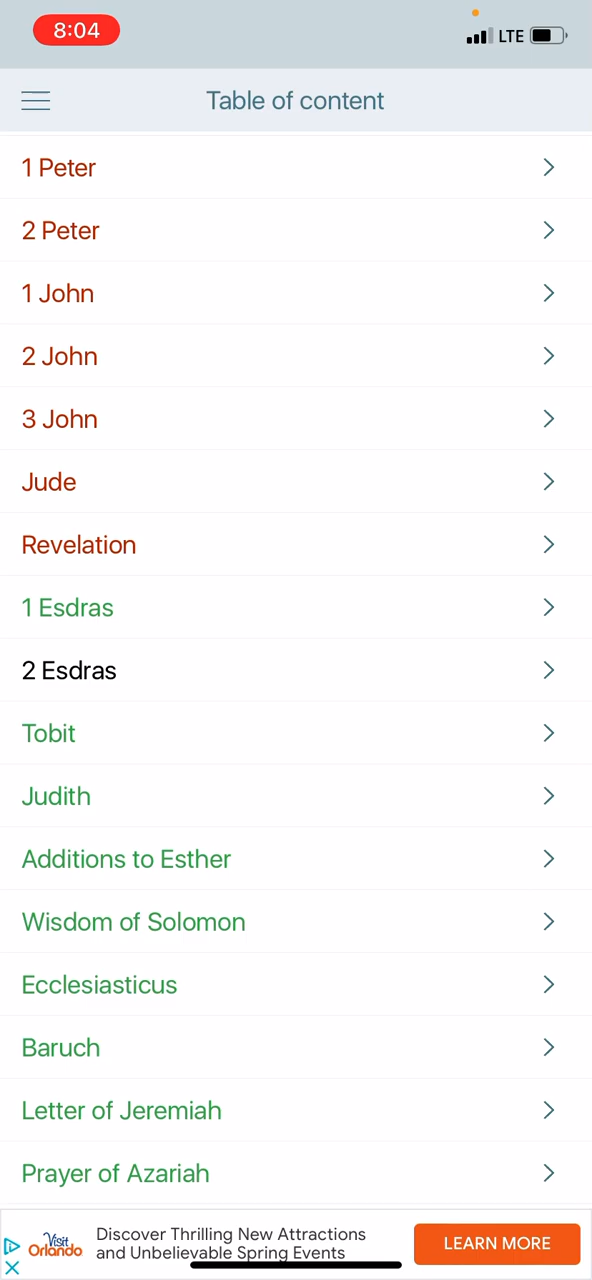 8:04
LTE
Table of content
1 Peter
2 Peter
1 John
2 John
3 John
Jude
Revelation
1 Esdras
2 Esdras
Tobit
Judith
Additions to Esther
Wisdom of Solomon
Ecclesiasticus
Baruch
Letter of Jeremiah
Prayer of Azariah
Visit
Orlando
Discover Thrilling New Attractions
and Unbelievable Spring Events
LEARN MORE